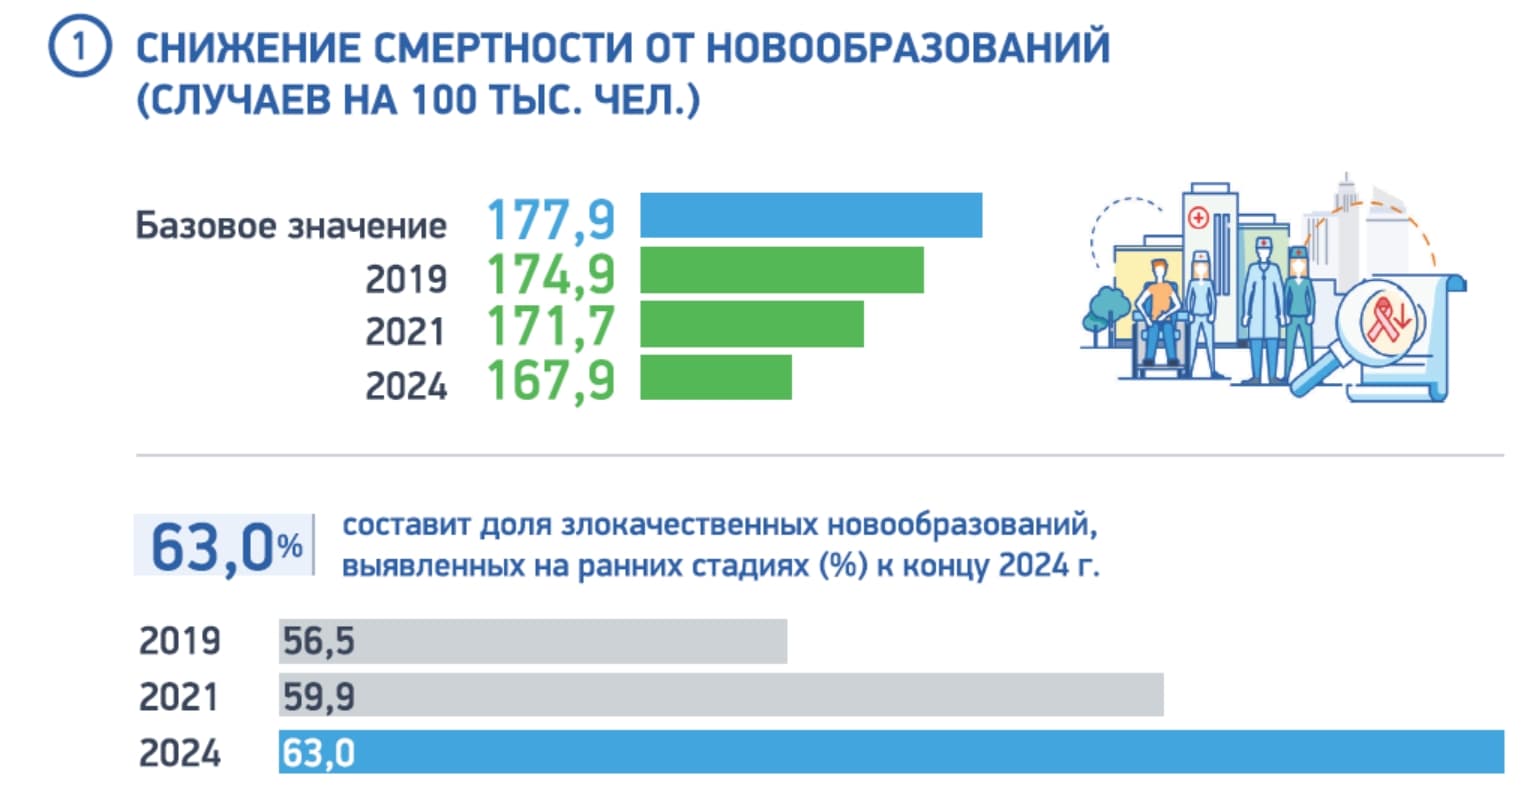 1 СНИЖЕНИЕ СМЕРТНОСТИ ОТ НОВООБРАЗОВАНИЙ
(СЛУЧАЕВ НА 100 ТЫС. ЧЕЛ.)
Базовое значение 177,9
2019 174,9
2021 171,7
2024 167,9
63,0% составит доля злокачественных новообразований,
выявленных на ранних стадиях (%) к концу 2024 г.
2019 56,5
2021 59,9
2024 63,0